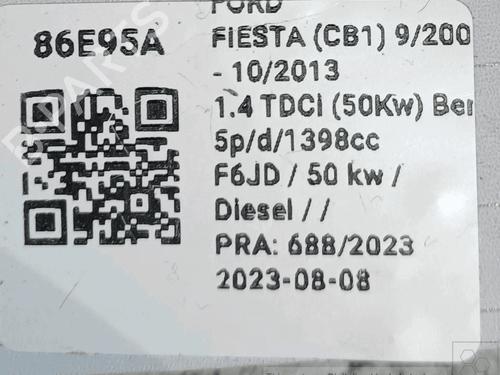 FORD
86E95A
FIESTA (CB1) 9/200
- 10/2013
1.4 TDCi (50Kw) Ber
5p/d/1398cc
F6JD / 50 kw /
Diesel / /
PRA: 688/2023
2023-08-08